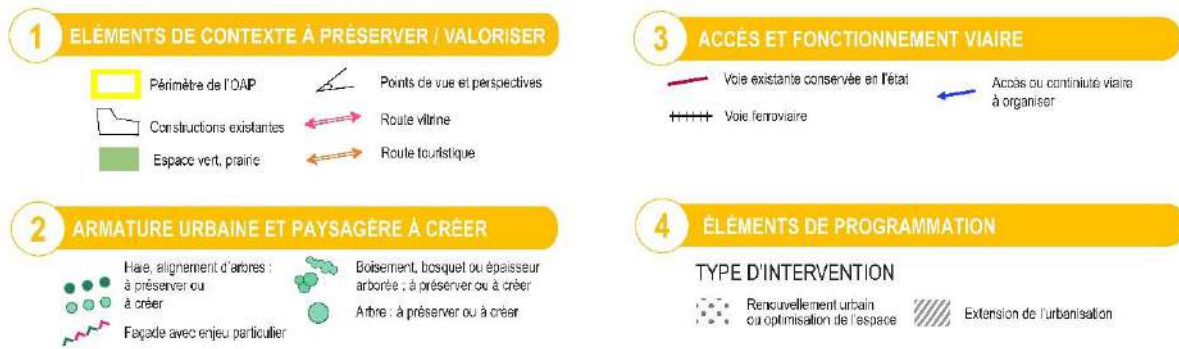 1 ELÉMENTS DE CONTEXTE À PRÉSERVER / VALORISER
Périmètre de l'OAP
Constructions existantes
Espace vert, prairie
Points de vue et perspectives
Route vitrine
Route touristique
2 ARMATURE URBAINE ET PAYSAGÈRE À CRÉER
Haie, alignement d'arbres :
à préserver ou
à créer
Façade avec enjeu particulier
Boisement, bosquet ou épaisseur
arborée : à préserver ou à créer
Arbre : à préserver ou à créer
3 ACCÈS ET FONCTIONNEMENT VIAIRE
Voie existante conservée en l'état
Voie ferroviaire
Accès ou continiuté viaire
à organiser
4 ÉLÉMENTS DE PROGRAMMATION
TYPE D'INTERVENTION
Renouvellement urbain
ou optimisation de l'espace
Extension de l'urbanisation